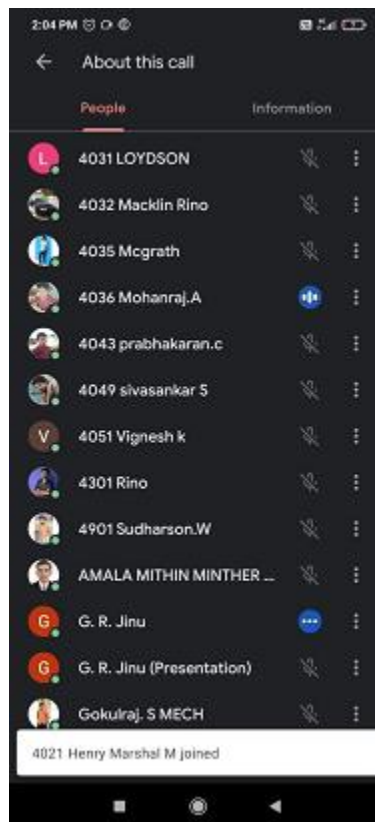 2:04 PM
About this call
People Information
L 4031 LOYDSON
4032 Macklin Rino
4035 Mcgrath
4036 Mohanraj.A
4043 prabhakaran.c
4049 sivasankar S
V 4051 Vignesh k
4301 Rino
4901 Sudharson.W
AMALA MITHIN MINTHER ...
G G. R. Jinu
G G. R. Jinu (Presentation)
Gokulraj. S MECH
4021 Henry Marshal M joined